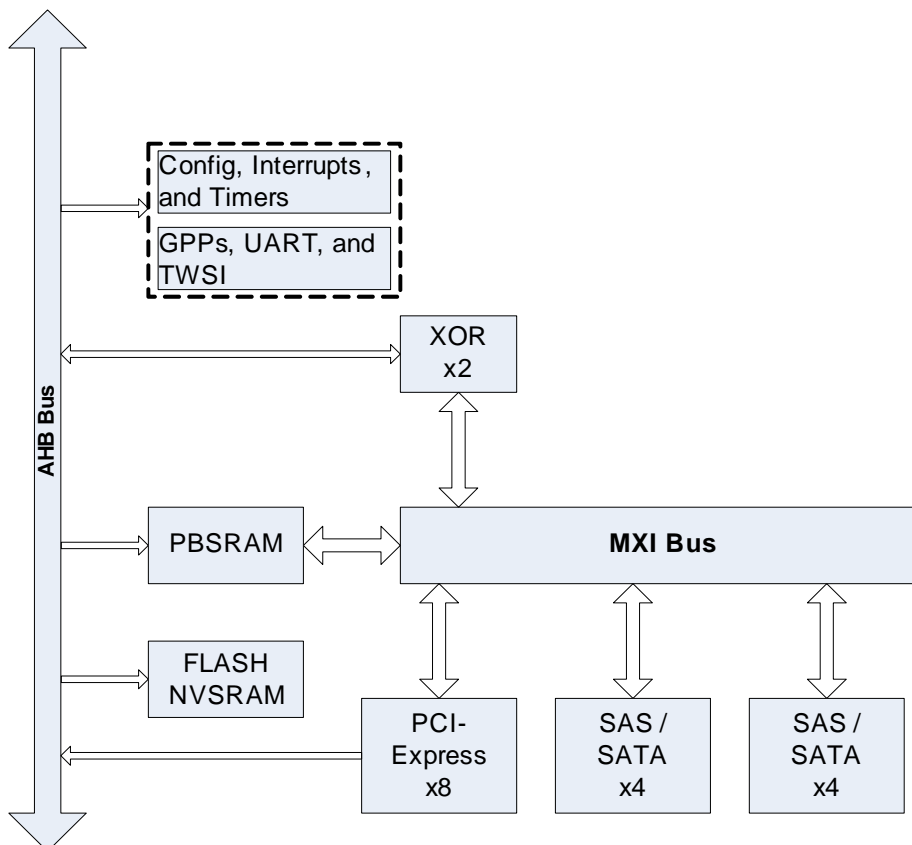 AHB Bus
Config, Interrupts,
and Timers
GPPs, UART, and
TWSI
XOR
x2
PBSRAM
MXI Bus
FLASH
NVSRAM
PCI-
Express
x8
SAS /
SATA
x4
SAS /
SATA
x4